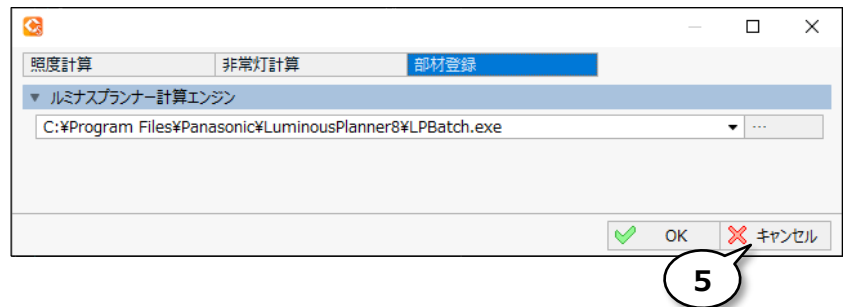 照度計算 非常灯計算 部材登録
▼ ルミナスプランナー計算エンジン
C:¥Program Files¥Panasonic¥LuminousPlanner8¥LPBatch.exe ...
OK キャンセル
5